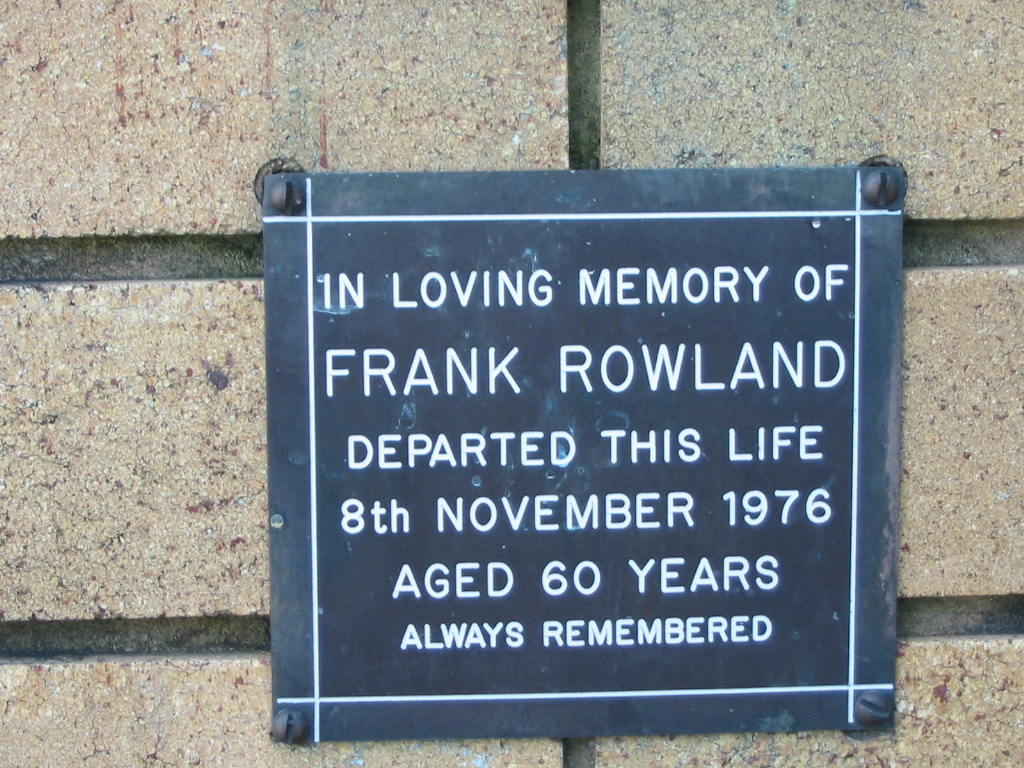 IN LOVING MEMORY OF
FRANK ROWLAND
DEPARTED THIS LIFE
8th NOVEMBER 1976
AGED 60 YEARS
ALWAYS REMEMBERED